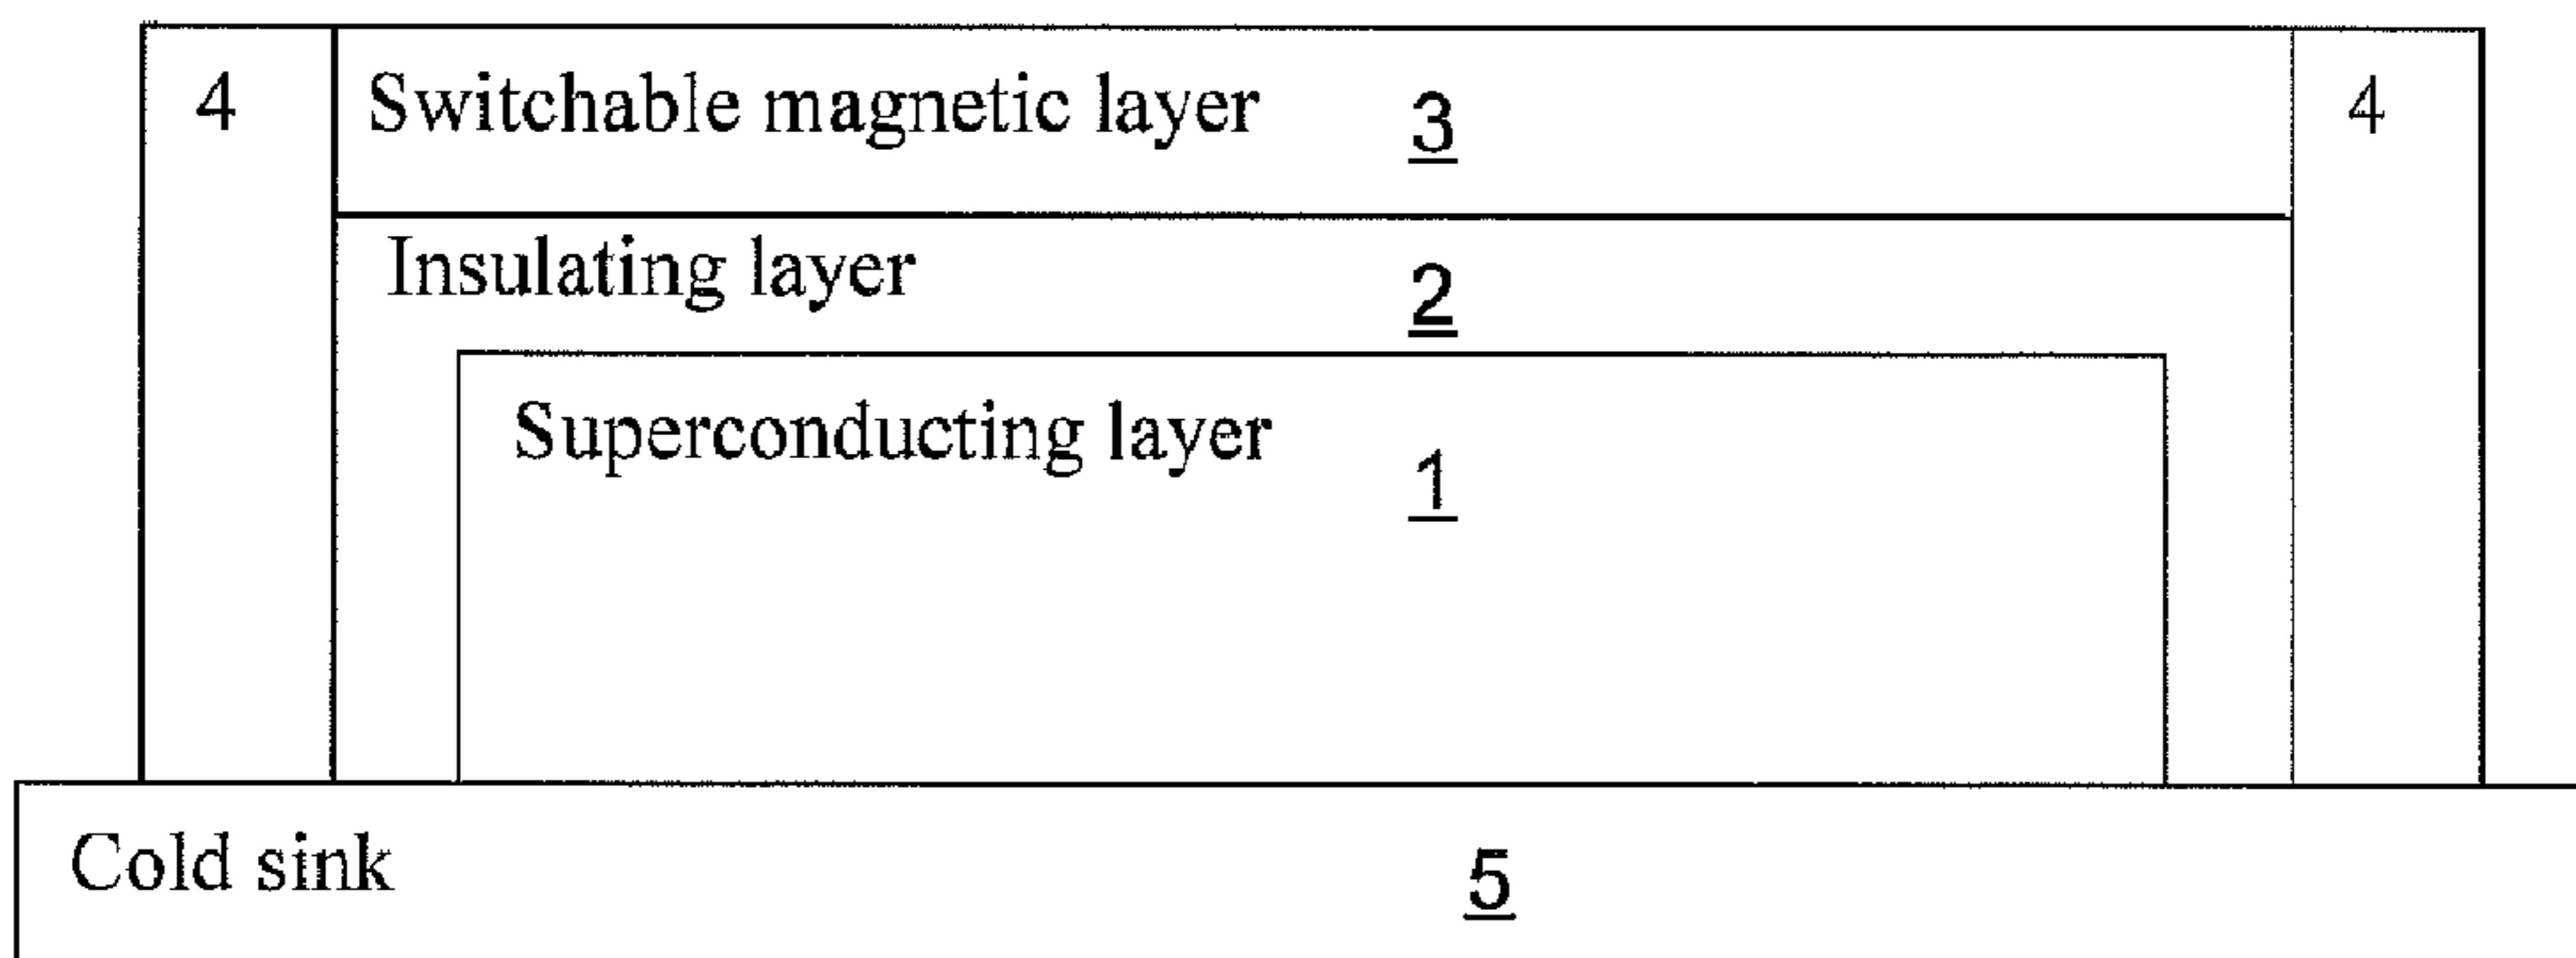 4 Switchable magnetic layer 3 4
Insulating layer 2
Superconducting layer 1
Cold sink 5